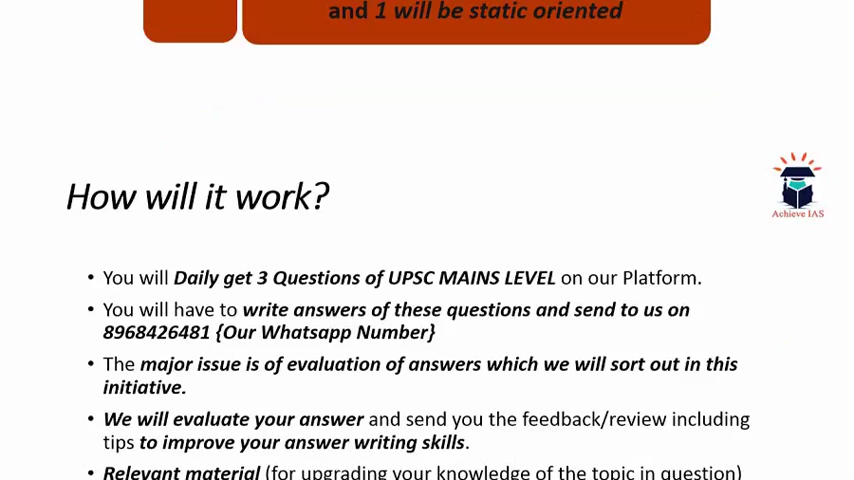 and 1 will be static oriented
How will it work?
Achieve IAS
• You will Daily get 3 Questions of UPSC MAINS LEVEL on our Platform.
• You will have to write answers of these questions and send to us on
8968426481 {Our Whatsapp Number}
• The major issue is of evaluation of answers which we will sort out in this
initiative.
• We will evaluate your answer and send you the feedback/review including
tips to improve your answer writing skills.
• Relevant material (for upgrading your knowledge of the topic in question)